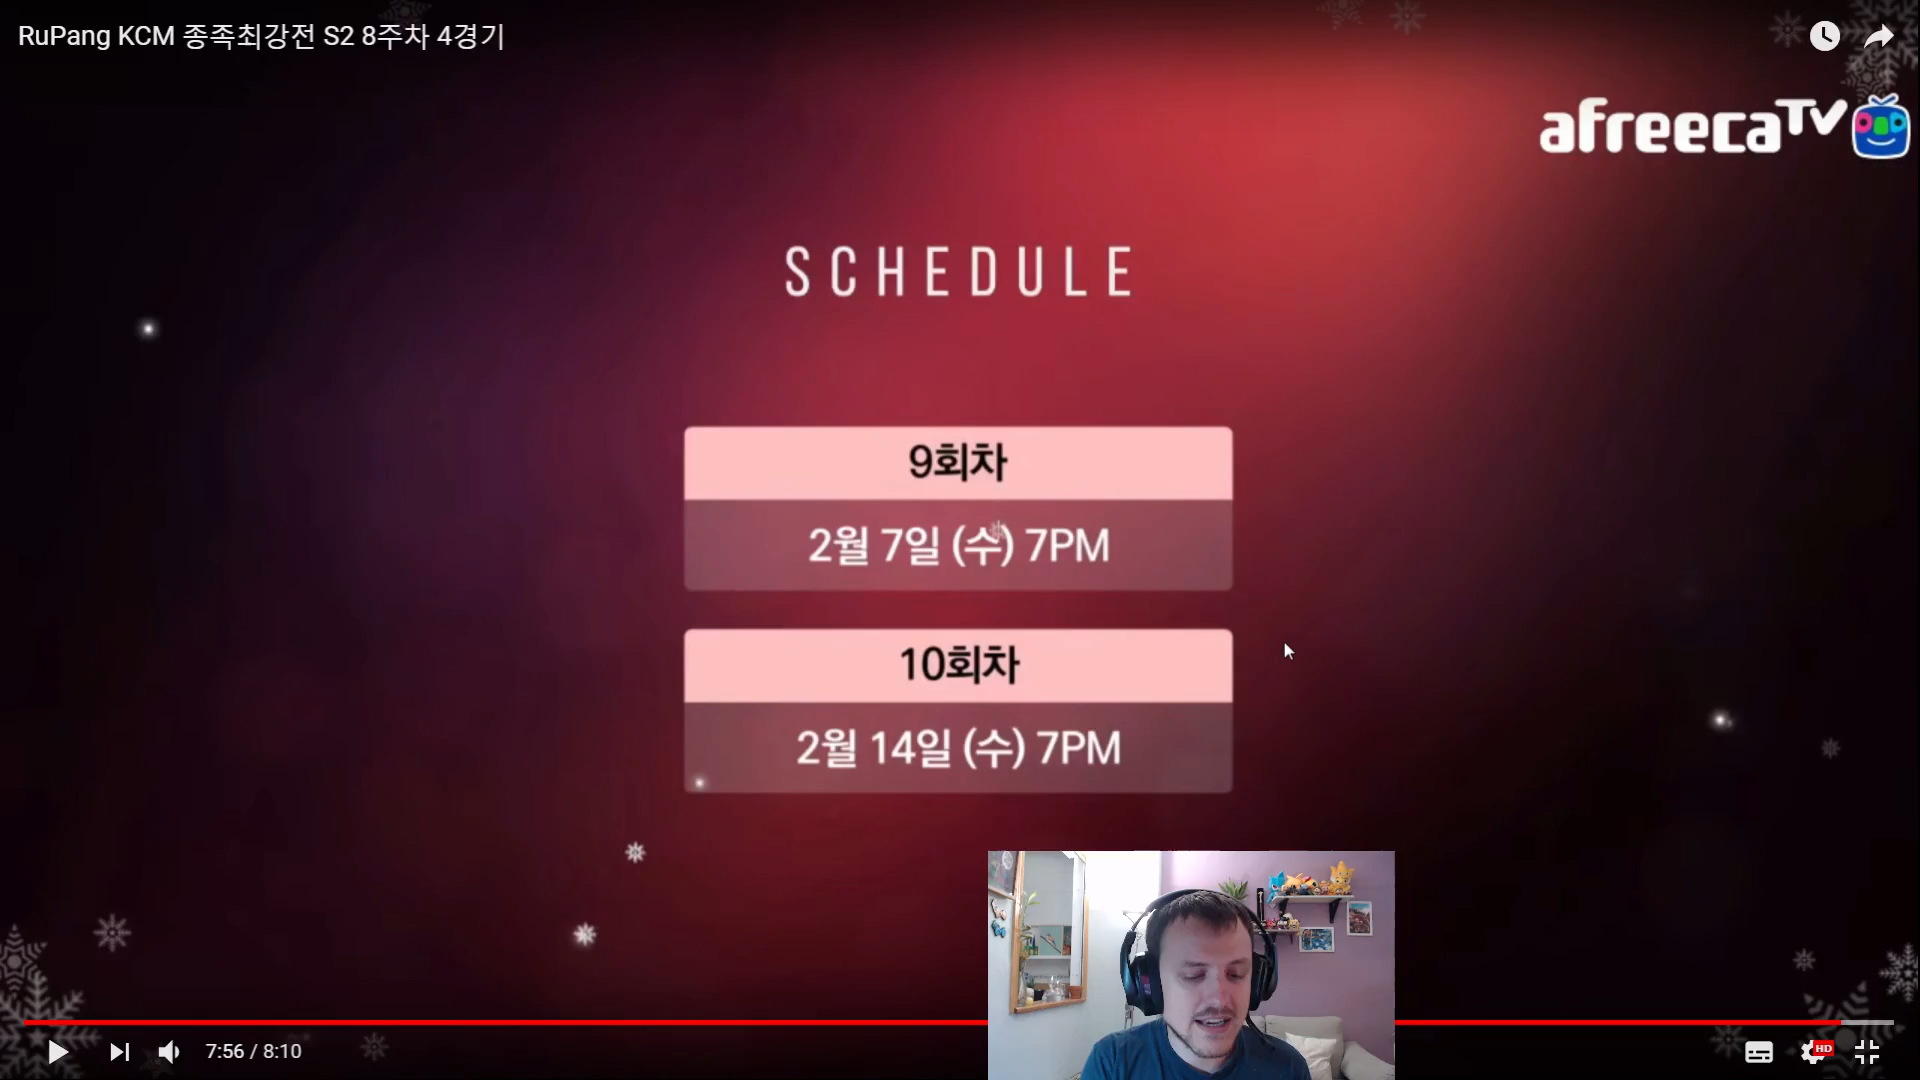 RuPang KCM 종족최강전 S2 8주차 4경기
afreecaTV
SCHEDULE
9회차
2월 7일 (수) 7PM
10회차
2월 14일 (수) 7PM
7:56 / 8:10
HD